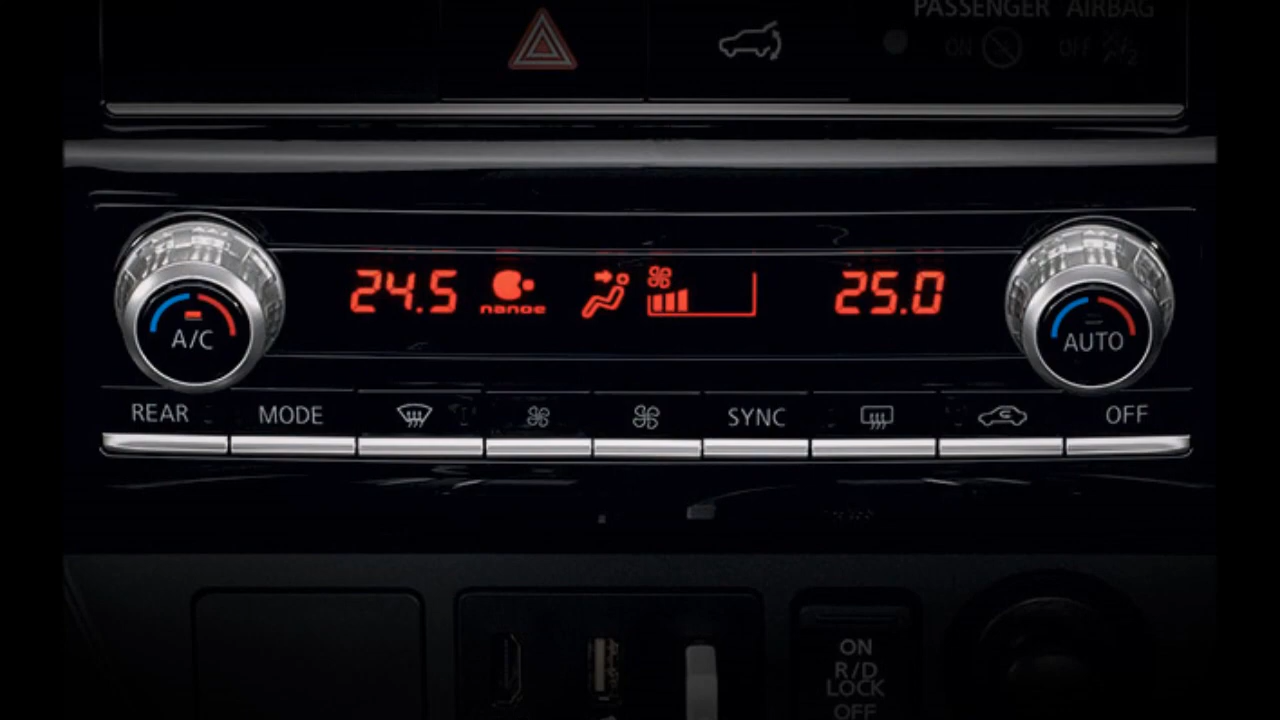 PASSENGER AIRBAG
ON OFF
24.5 nanoe 25.0
A/C AUTO
REAR MODE SYNC OFF
ON
R/D
LOCK
OFF